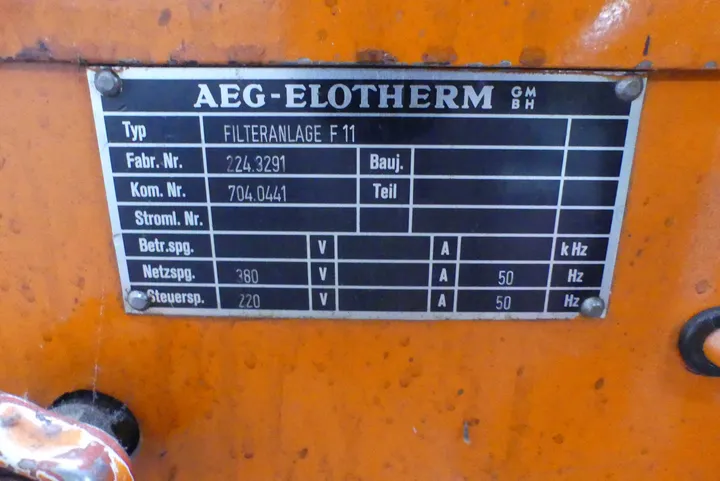 AEG-ELOTHERM GM BH
Typ FILTERANLAGE F 11
Fabr. Nr. 224.3291 Bauj.
Kom. Nr. 704.0441 Teil
Stroml. Nr.
Betr.spg. V A k Hz
Netzspg. 380 V A 50 Hz
Steuersp. 220 V A 50 Hz